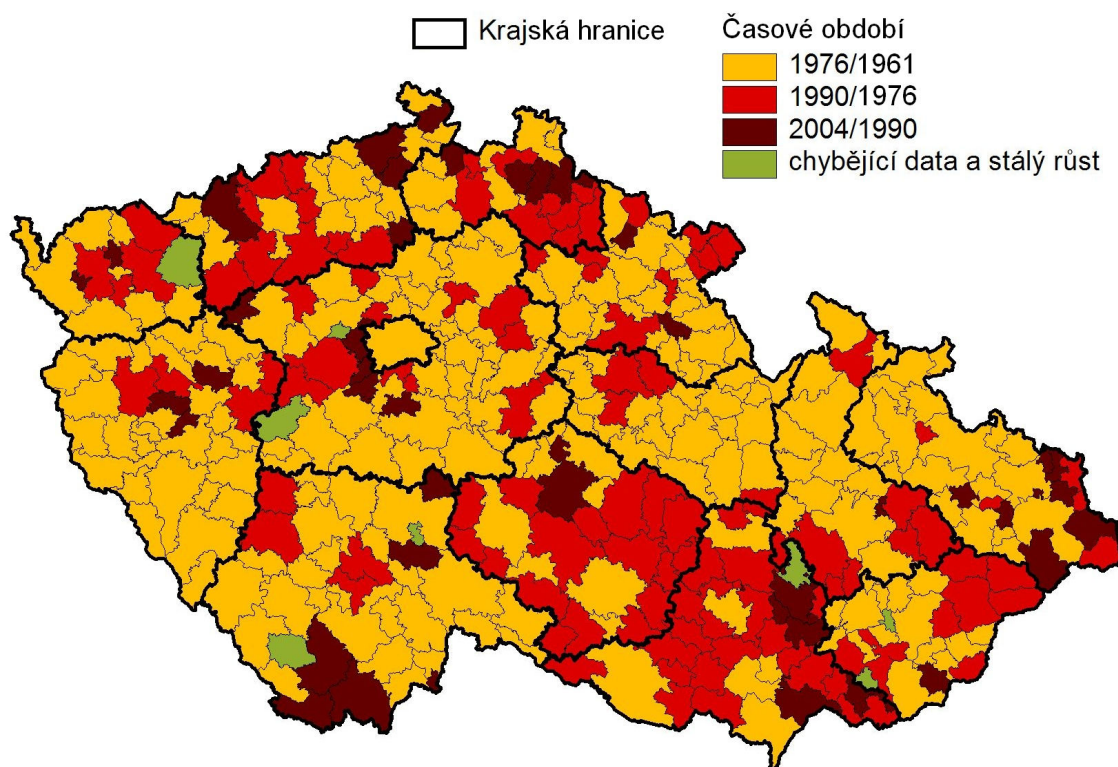 Krajská hranice
Časové období
1976/1961
1990/1976
2004/1990
chybějící data a stálý růst